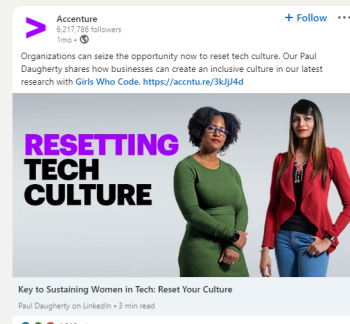 Accenture
+ Follow
6,217,786 followers
1mo •
Organizations can seize the opportunity now to reset tech culture. Our Paul
Daugherty shares how businesses can create an inclusive culture in our latest
research with Girls Who Code. https://accntu.re/3kJjJ4d
RESETTING
TECH
CULTURE
Key to Sustaining Women in Tech: Reset Your Culture
Paul Daugherty on LinkedIn • 3 min read